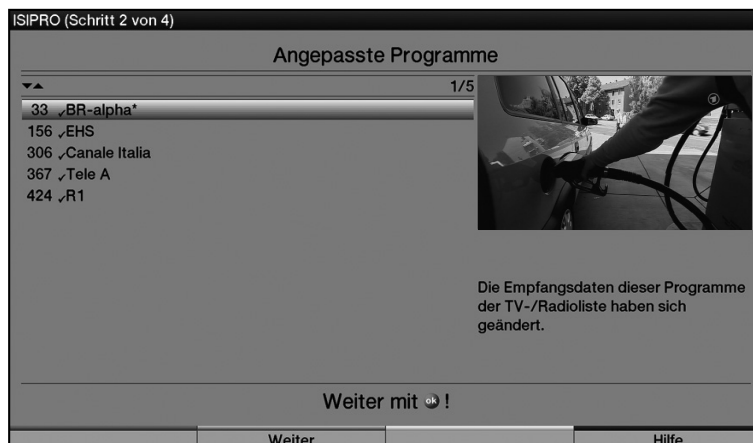 ISIPRO (Schritt 2 von 4)
Angepasste Programme
1/5
33 ✓BR-alpha*
156 ✓EHS
306 ✓Canale Italia
367 ✓Tele A
424 ✓R1
Die Empfangsdaten dieser Programme
der TV-/Radioliste haben sich
geändert.
Weiter mit ok !
Weiter
Hilfe